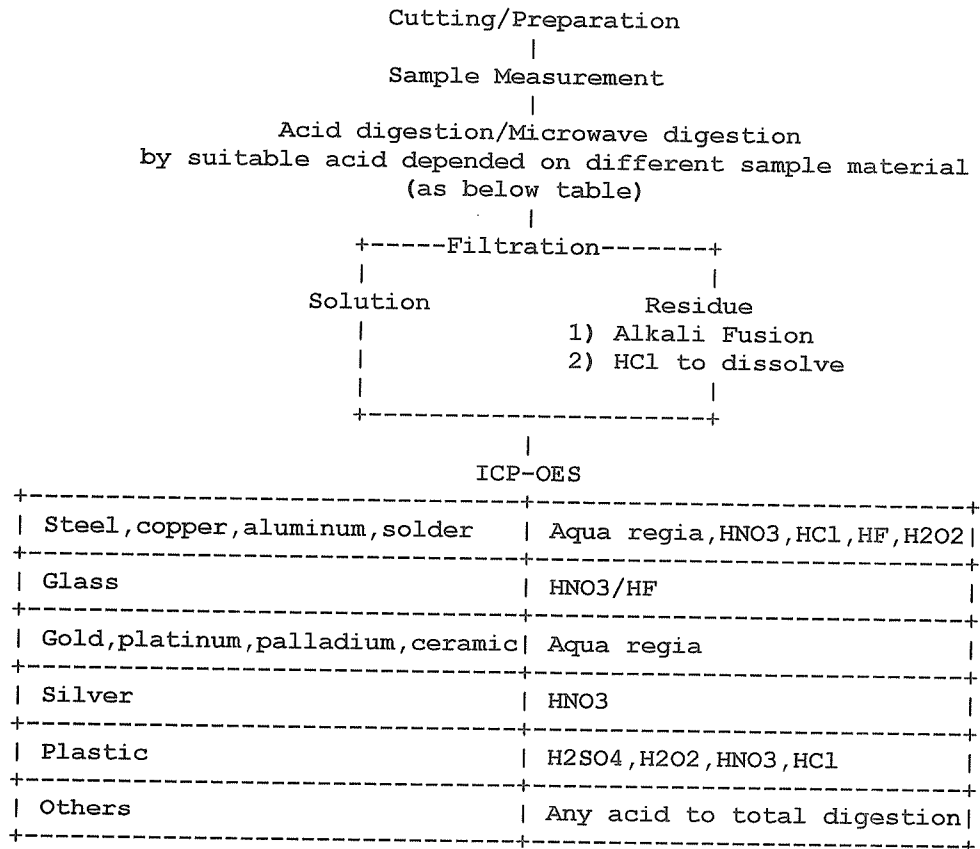 Cutting/Preparation
|
Sample Measurement
|
Acid digestion/Microwave digestion
by suitable acid depended on different sample material
(as below table)
|
+-----Filtration-------+
| |
Solution Residue
| 1) Alkali Fusion
| 2) HCl to dissolve
| |
+----------------------+
|
ICP-OES
+--------------------------------+----------------------------+
| Steel,copper,aluminum,solder | Aqua regia,HNO3,HCl,HF,H2O2|
+--------------------------------+----------------------------+
| Glass | HNO3/HF |
+--------------------------------+----------------------------+
| Gold,platinum,palladium,ceramic| Aqua regia |
+--------------------------------+----------------------------+
| Silver | HNO3 |
+--------------------------------+----------------------------+
| Plastic | H2SO4,H2O2,HNO3,HCl |
+--------------------------------+----------------------------+
| Others | Any acid to total digestion|
+--------------------------------+----------------------------+